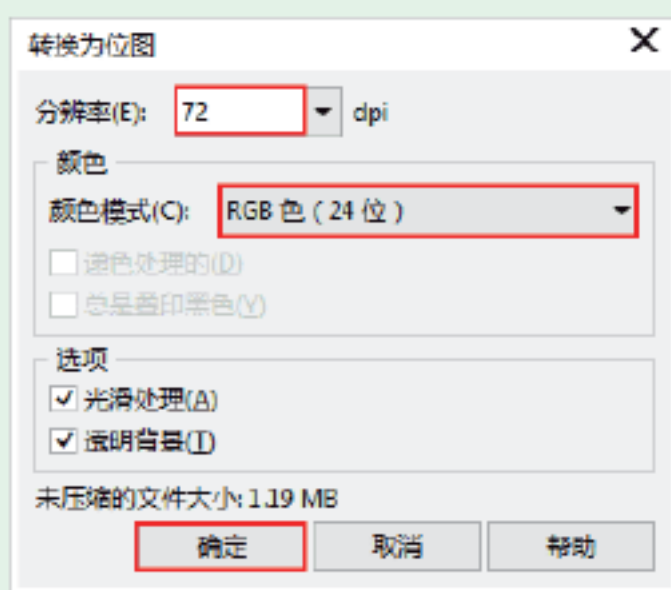 转换为位图
分辨率(E): 72 dpi
颜色
颜色模式(C): RGB 色 ( 24 位 )
递色处理的(D)
总是叠印黑色(Y)
选项
光滑处理(A)
透明背景(T)
未压缩的文件大小: 1.19 MB
确定 取消 帮助